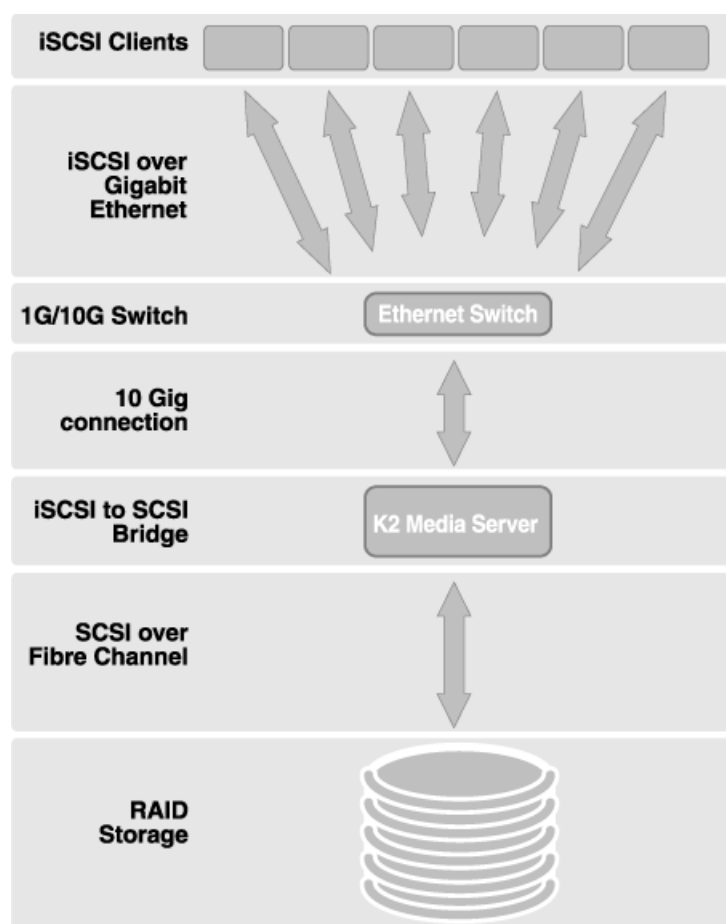 iSCSI Clients
iSCSI over
Gigabit
Ethernet
1G/10G Switch
Ethernet Switch
10 Gig
connection
iSCSI to SCSI
Bridge
K2 Media Server
SCSI over
Fibre Channel
RAID
Storage